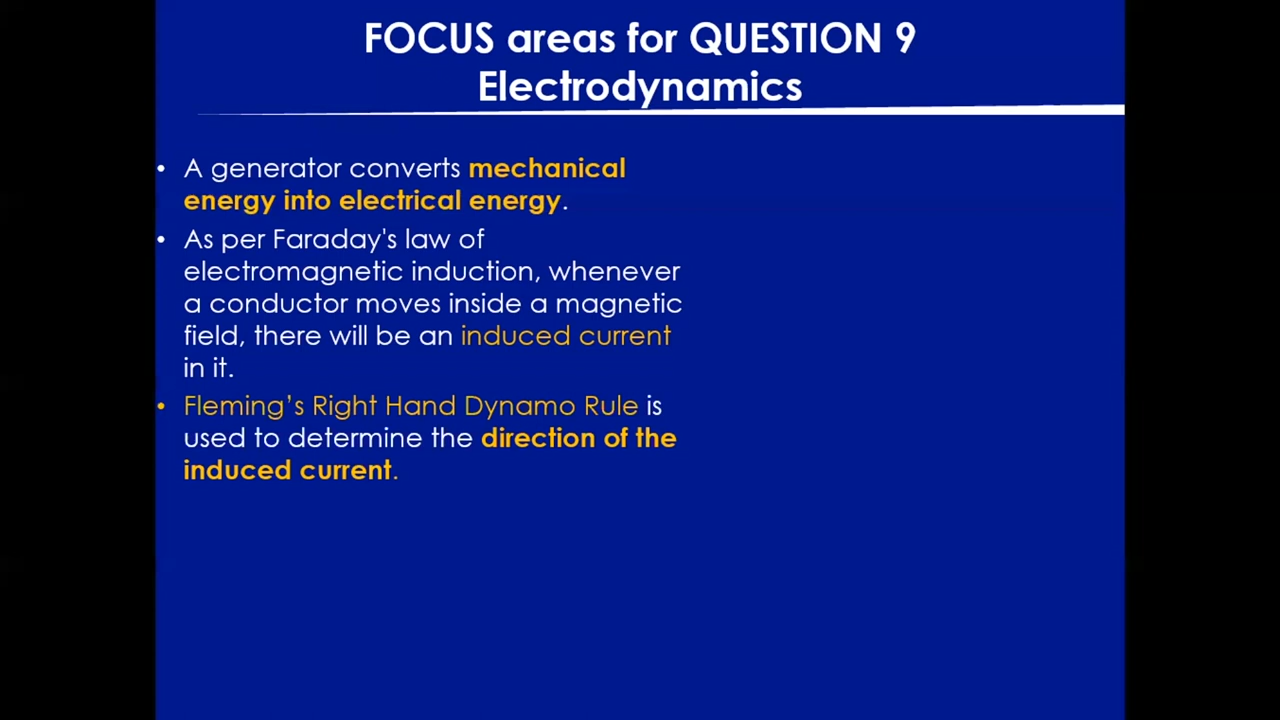 FOCUS areas for QUESTION 9
Electrodynamics
• A generator converts mechanical
energy into electrical energy.
• As per Faraday's law of
electromagnetic induction, whenever
a conductor moves inside a magnetic
field, there will be an induced current
in it.
• Fleming’s Right Hand Dynamo Rule is
used to determine the direction of the
induced current.